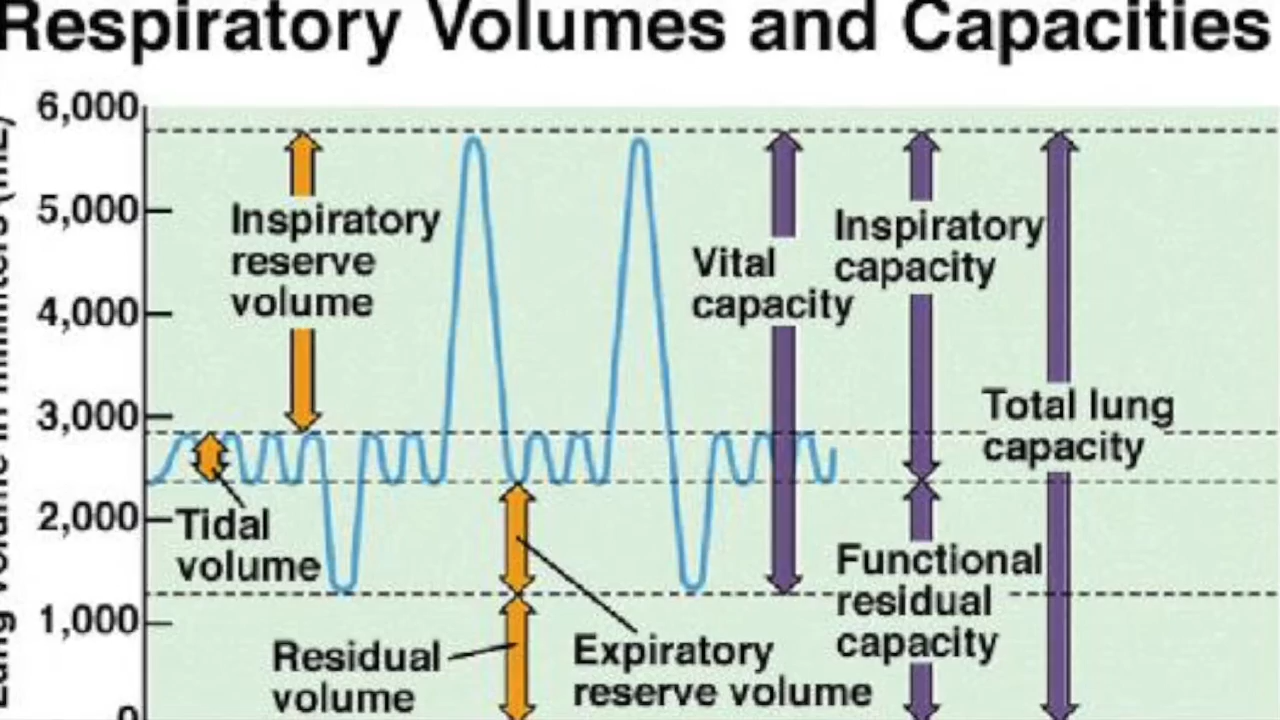 Respiratory Volumes and Capacities
6,000
5,000
4,000
3,000
2,000
1,000
0
Inspiratory
reserve
volume
Tidal
volume
Residual
volume
Expiratory
reserve volume
Vital
capacity
Inspiratory
capacity
Functional
residual
capacity
Total lung
capacity